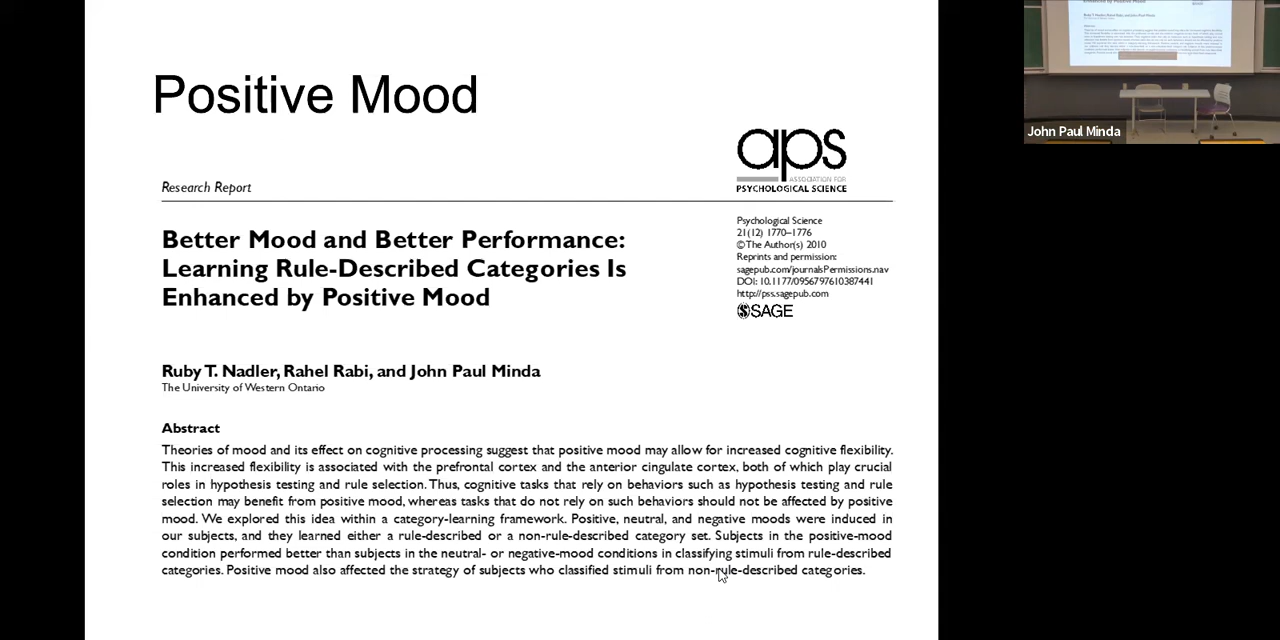 Positive Mood
aps
ASSOCIATION FOR
PSYCHOLOGICAL SCIENCE
Research Report
Better Mood and Better Performance:
Learning Rule-Described Categories Is
Enhanced by Positive Mood
Psychological Science
21(12) 1770–1776
©The Author(s) 2010
Reprints and permission:
sagepub.com/journalsPermissions.nav
DOI: 10.1177/0956797610387441
http://pss.sagepub.com
SAGE
Ruby T. Nadler, Rahel Rabi, and John Paul Minda
The University of Western Ontario
Abstract
Theories of mood and its effect on cognitive processing suggest that positive mood may allow for increased cognitive flexibility.
This increased flexibility is associated with the prefrontal cortex and the anterior cingulate cortex, both of which play crucial
roles in hypothesis testing and rule selection. Thus, cognitive tasks that rely on behaviors such as hypothesis testing and rule
selection may benefit from positive mood, whereas tasks that do not rely on such behaviors should not be affected by positive
mood. We explored this idea within a category-learning framework. Positive, neutral, and negative moods were induced in
our subjects, and they learned either a rule-described or a non-rule-described category set. Subjects in the positive-mood
condition performed better than subjects in the neutral- or negative-mood conditions in classifying stimuli from rule-described
categories. Positive mood also affected the strategy of subjects who classified stimuli from non-rule-described categories.
John Paul Minda